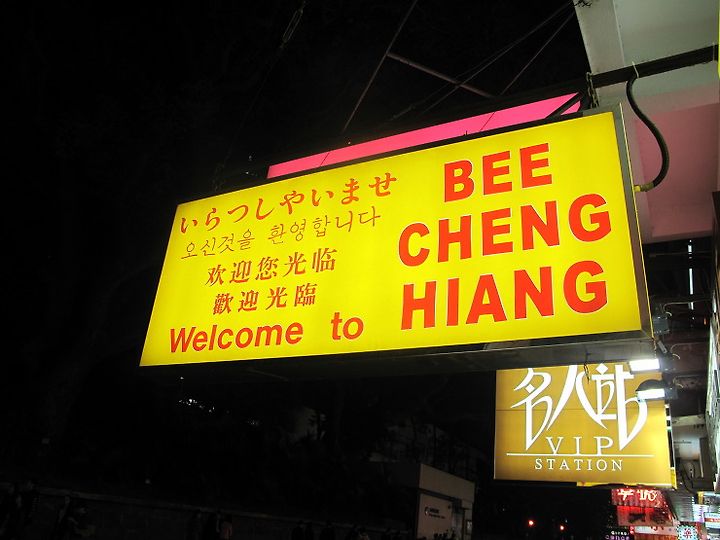 いらつしやいませ
오신것을 환영합니다
欢迎您光临
歡迎光臨
Welcome to
BEE
CHENG
HIANG
名人站
VIP
STATION